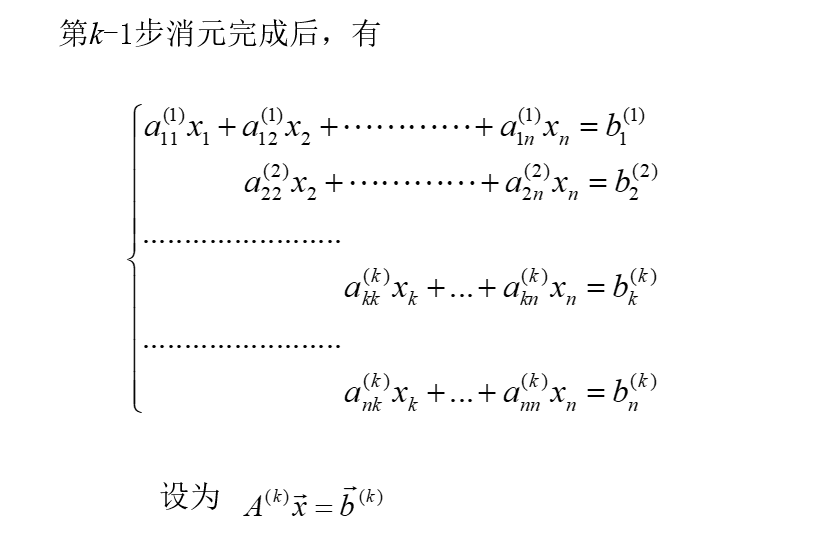 第k-1步消元完成后，有
a_{11}^{(1)}x_1 + a_{12}^{(1)}x_2 + ············ + a_{1n}^{(1)}x_n = b_1^{(1)}
a_{22}^{(2)}x_2 + ············ + a_{2n}^{(2)}x_n = b_2^{(2)}
........................
a_{kk}^{(k)}x_k + ... + a_{kn}^{(k)}x_n = b_k^{(k)}
........................
a_{nk}^{(k)}x_k + ... + a_{nn}^{(k)}x_n = b_n^{(k)}
设为 A^{(k)}\vec{x} = \vec{b}^{(k)}